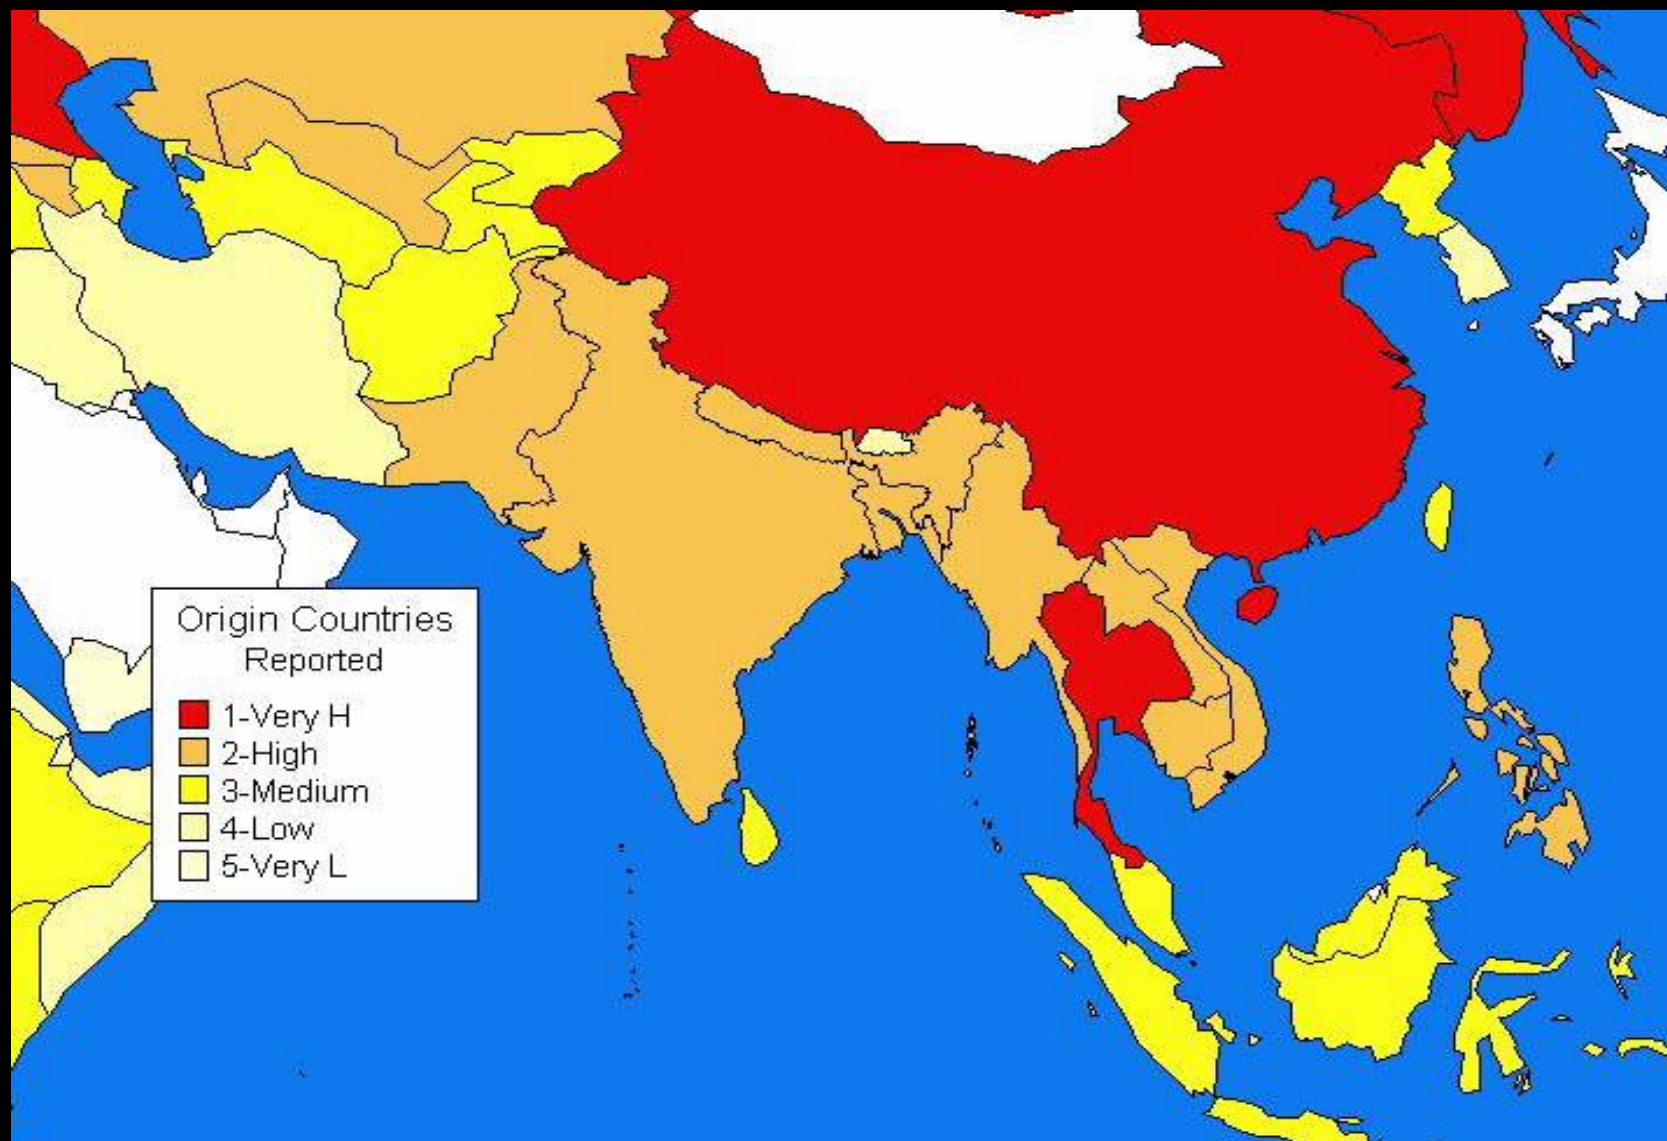 Origin Countries
Reported
1-Very H
2-High
3-Medium
4-Low
5-Very L